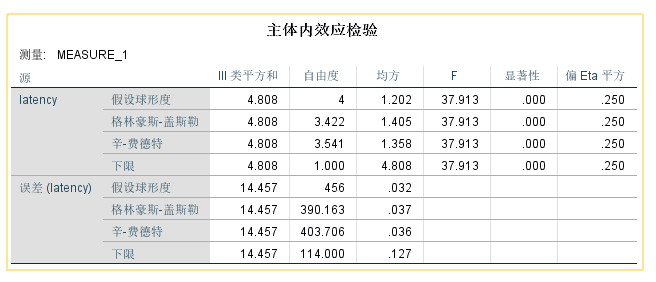 主体内效应检验
测量: MEASURE_1
源 III 类平方和 自由度 均方 F 显著性 偏 Eta 平方
latency 假设球形度 4.808 4 1.202 37.913 .000 .250
格林豪斯-盖斯勒 4.808 3.422 1.405 37.913 .000 .250
辛-费德特 4.808 3.541 1.358 37.913 .000 .250
下限 4.808 1.000 4.808 37.913 .000 .250
误差 (latency) 假设球形度 14.457 456 .032
格林豪斯-盖斯勒 14.457 390.163 .037
辛-费德特 14.457 403.706 .036
下限 14.457 114.000 .127